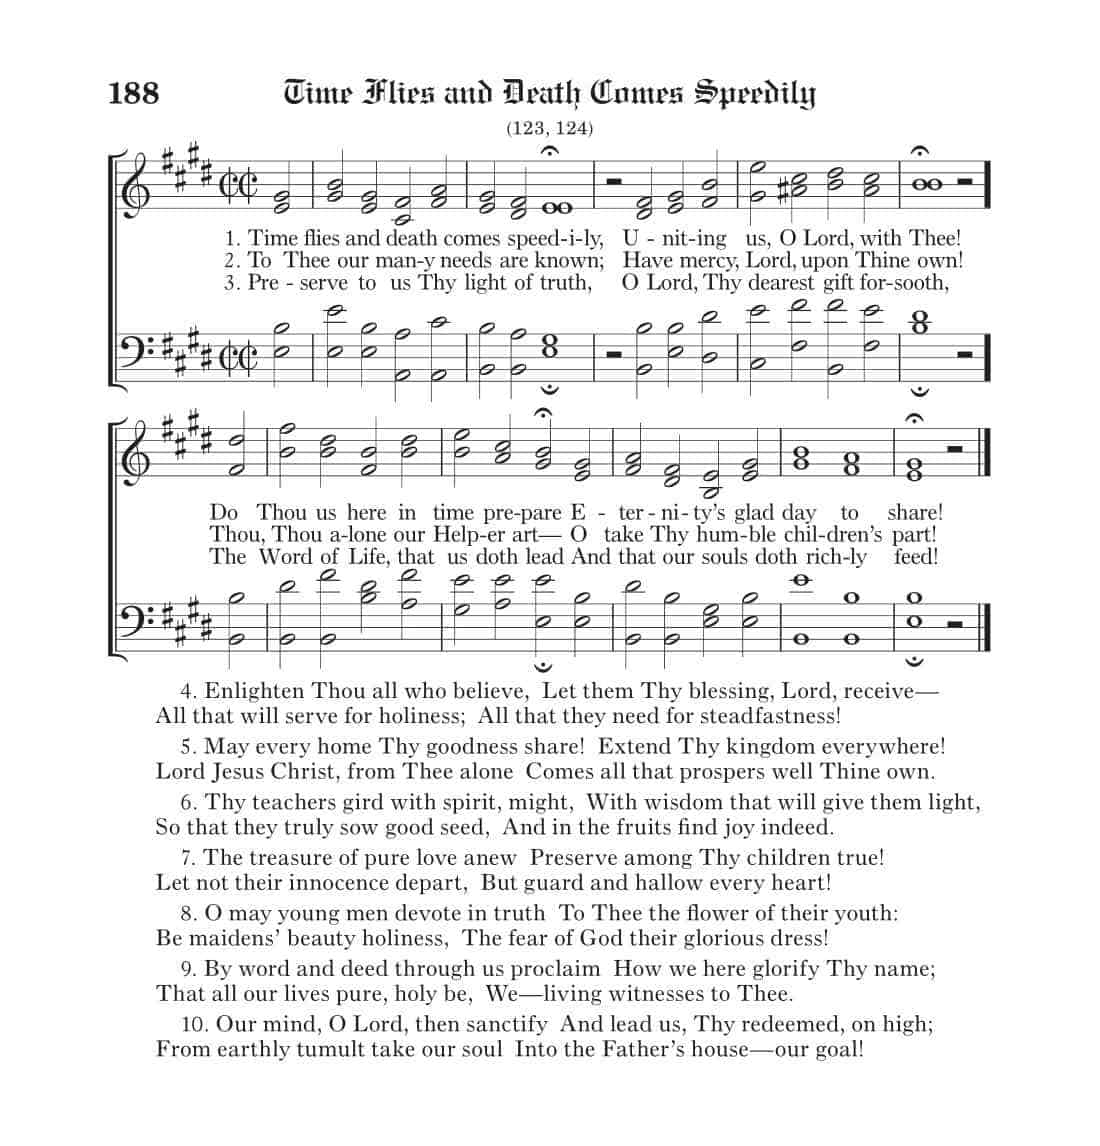 188 Time Flies and Death Comes Speedily
(123, 124)
1. Time flies and death comes speed-i-ly, U - nit-ing us, O Lord, with Thee!
2. To Thee our man-y needs are known; Have mercy, Lord, upon Thine own!
3. Pre - serve to us Thy light of truth, O Lord, Thy dearest gift for-sooth,
Do Thou us here in time pre-pare E - ter - ni - ty's glad day to share!
Thou, Thou a-lone our Help-er art— O take Thy hum-ble chil-dren's part!
The Word of Life, that us doth lead And that our souls doth rich-ly feed!
4. Enlighten Thou all who believe, Let them Thy blessing, Lord, receive—
All that will serve for holiness; All that they need for steadfastness!
5. May every home Thy goodness share! Extend Thy kingdom everywhere!
Lord Jesus Christ, from Thee alone Comes all that prospers well Thine own.
6. Thy teachers gird with spirit, might, With wisdom that will give them light,
So that they truly sow good seed, And in the fruits find joy indeed.
7. The treasure of pure love anew Preserve among Thy children true!
Let not their innocence depart, But guard and hallow every heart!
8. O may young men devote in truth To Thee the flower of their youth:
Be maidens' beauty holiness, The fear of God their glorious dress!
9. By word and deed through us proclaim How we here glorify Thy name;
That all our lives pure, holy be, We—living witnesses to Thee.
10. Our mind, O Lord, then sanctify And lead us, Thy redeemed, on high;
From earthly tumult take our soul Into the Father's house—our goal!